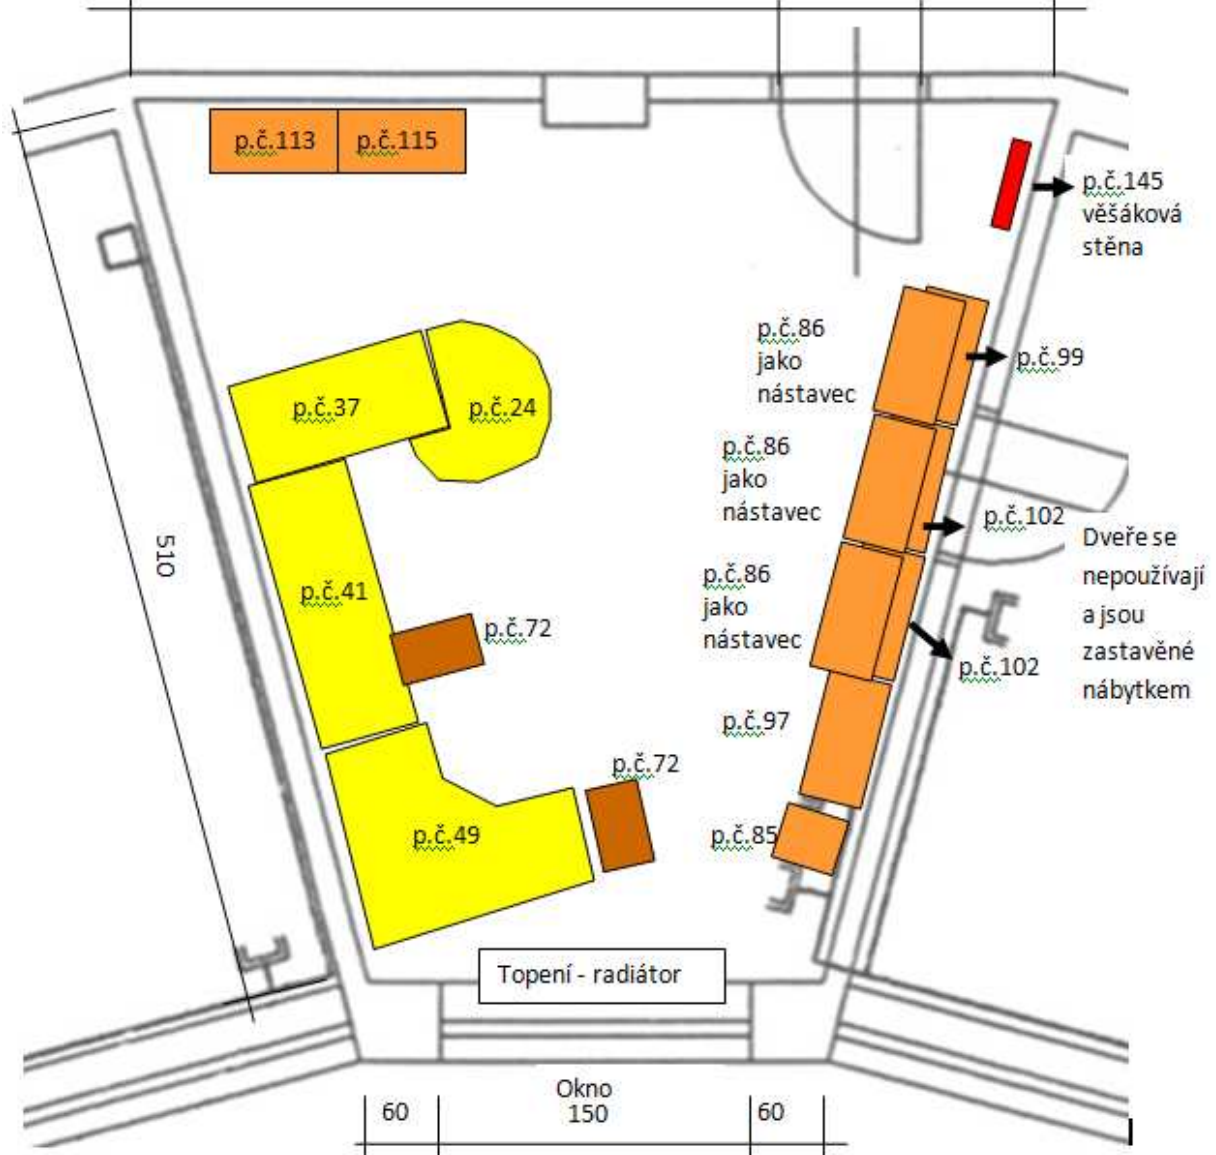 p.č.113
p.č.115
p.č.145
věšáková
stěna
p.č.86
jako
nástavec
p.č.99
p.č.37
p.č.24
p.č.86
jako
nástavec
p.č.102
Dveře se
nepoužívají
a jsou
zastavěné
nábytkem
510
p.č.41
p.č.86
jako
nástavec
p.č.72
p.č.102
p.č.97
p.č.72
p.č.49
p.č.85
Topení - radiátor
Okno
60
150
60